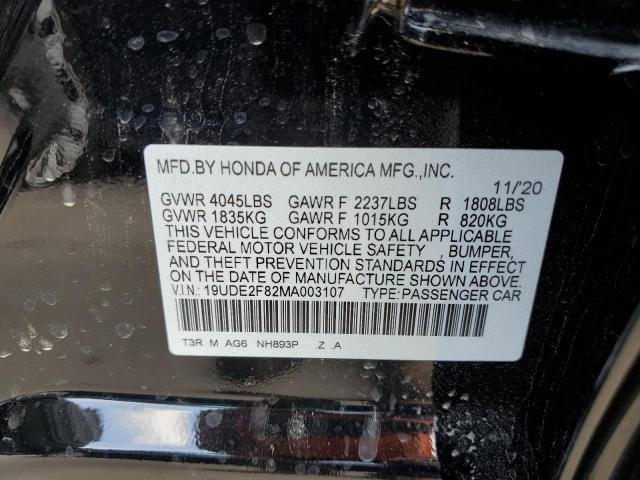 MFD.BY HONDA OF AMERICA MFG.,INC.
11/'20
GVWR 4045LBS GAWR F 2237LBS R 1808LBS
GVWR 1835KG GAWR F 1015KG R 820KG
THIS VEHICLE CONFORMS TO ALL APPLICABLE
FEDERAL MOTOR VEHICLE SAFETY , BUMPER,
AND THEFT PREVENTION STANDARDS IN EFFECT
ON THE DATE OF MANUFACTURE SHOWN ABOVE.
V.I.N.: 19UDE2F82MA003107 TYPE:PASSENGER CAR
T3R M AG6 NH893P .Z .A